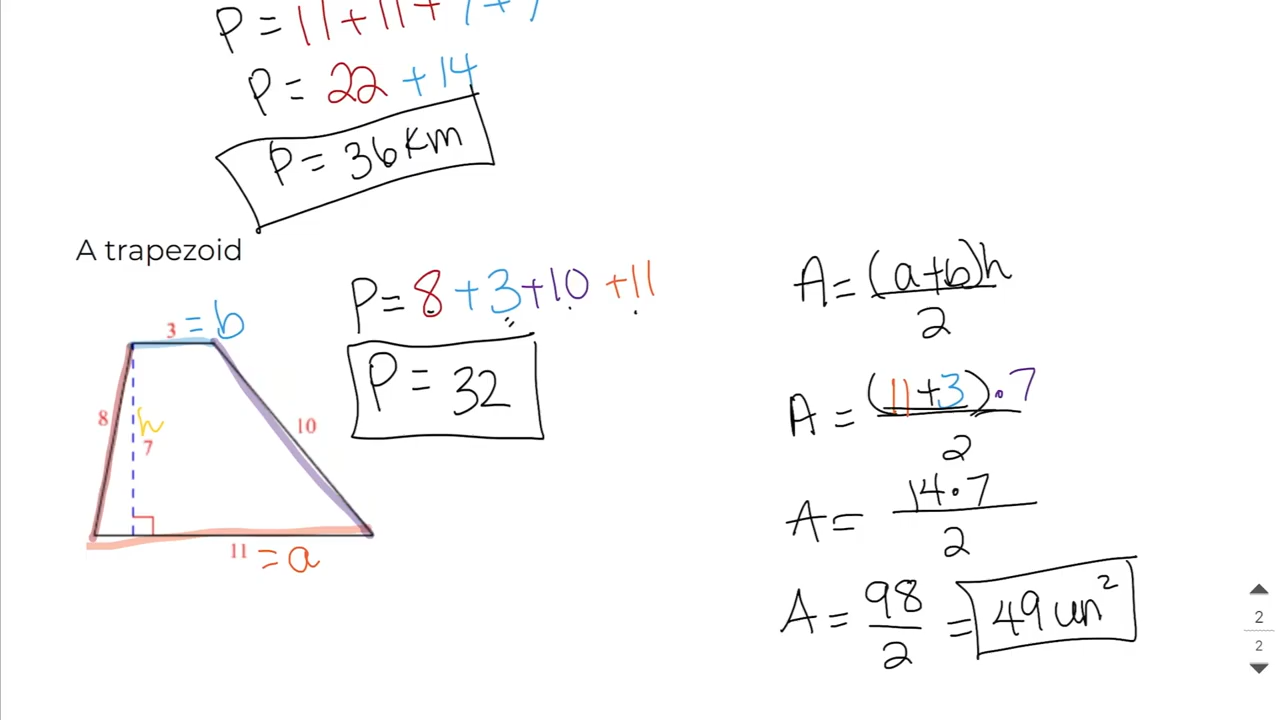 P = 11 + 11 + 7 + 7
P = 22 + 14
P = 36 Km
A trapezoid
3 = b
8
h
7
10
11 = a
P = 8 + 3 + 10 + 11
P = 32
A = (a+b)h
2
A = (11+3)·7
2
A = 14·7
2
A = 98 = 49 un²
2
2
2